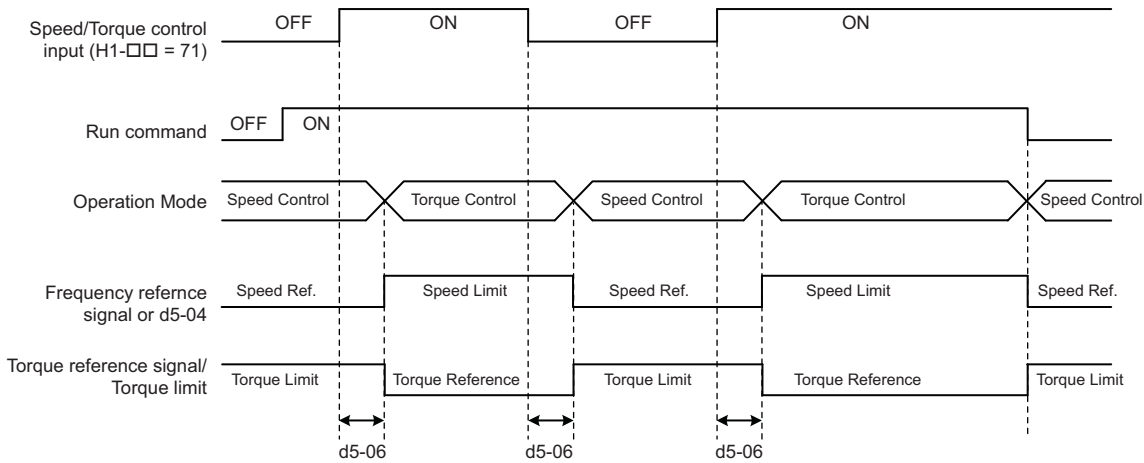 Speed/Torque control
input (H1-□□ = 71)
OFF
ON
OFF
ON
Run command
OFF
ON
Operation Mode
Speed Control
Torque Control
Speed Control
Torque Control
Speed Control
Frequency refernce
signal or d5-04
Speed Ref.
Speed Limit
Speed Ref.
Speed Limit
Speed Ref.
Torque reference signal/
Torque limit
Torque Limit
Torque Reference
Torque Limit
Torque Reference
Torque Limit
d5-06
d5-06
d5-06